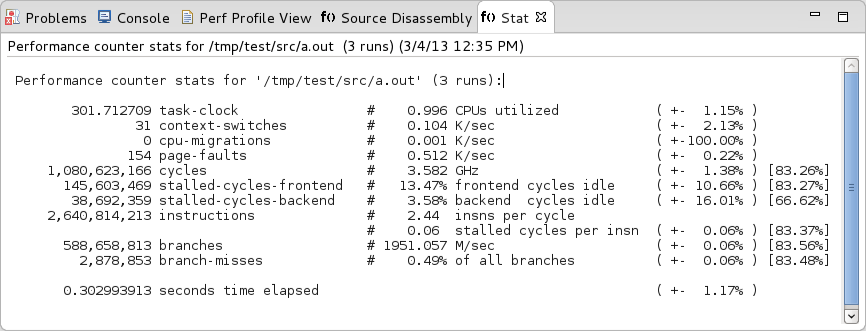 Problems Console Perf Profile View f() Source Disassembly f() Stat
Performance counter stats for /tmp/test/src/a.out (3 runs) (3/4/13 12:35 PM)
Performance counter stats for '/tmp/test/src/a.out' (3 runs):
301.712709 task-clock # 0.996 CPUs utilized ( +- 1.15% )
31 context-switches # 0.104 K/sec ( +- 2.13% )
0 cpu-migrations # 0.001 K/sec ( +-100.00% )
154 page-faults # 0.512 K/sec ( +- 0.22% )
1,080,623,166 cycles # 3.582 GHz ( +- 1.38% ) [83.26%]
145,603,469 stalled-cycles-frontend # 13.47% frontend cycles idle ( +- 10.66% ) [83.27%]
38,692,359 stalled-cycles-backend # 3.58% backend cycles idle ( +- 16.01% ) [66.62%]
2,640,814,213 instructions # 2.44 insns per cycle
# 0.06 stalled cycles per insn ( +- 0.06% ) [83.37%]
588,658,813 branches # 1951.057 M/sec ( +- 0.06% ) [83.56%]
2,878,853 branch-misses # 0.49% of all branches ( +- 0.06% ) [83.48%]
0.302993913 seconds time elapsed ( +- 1.17% )